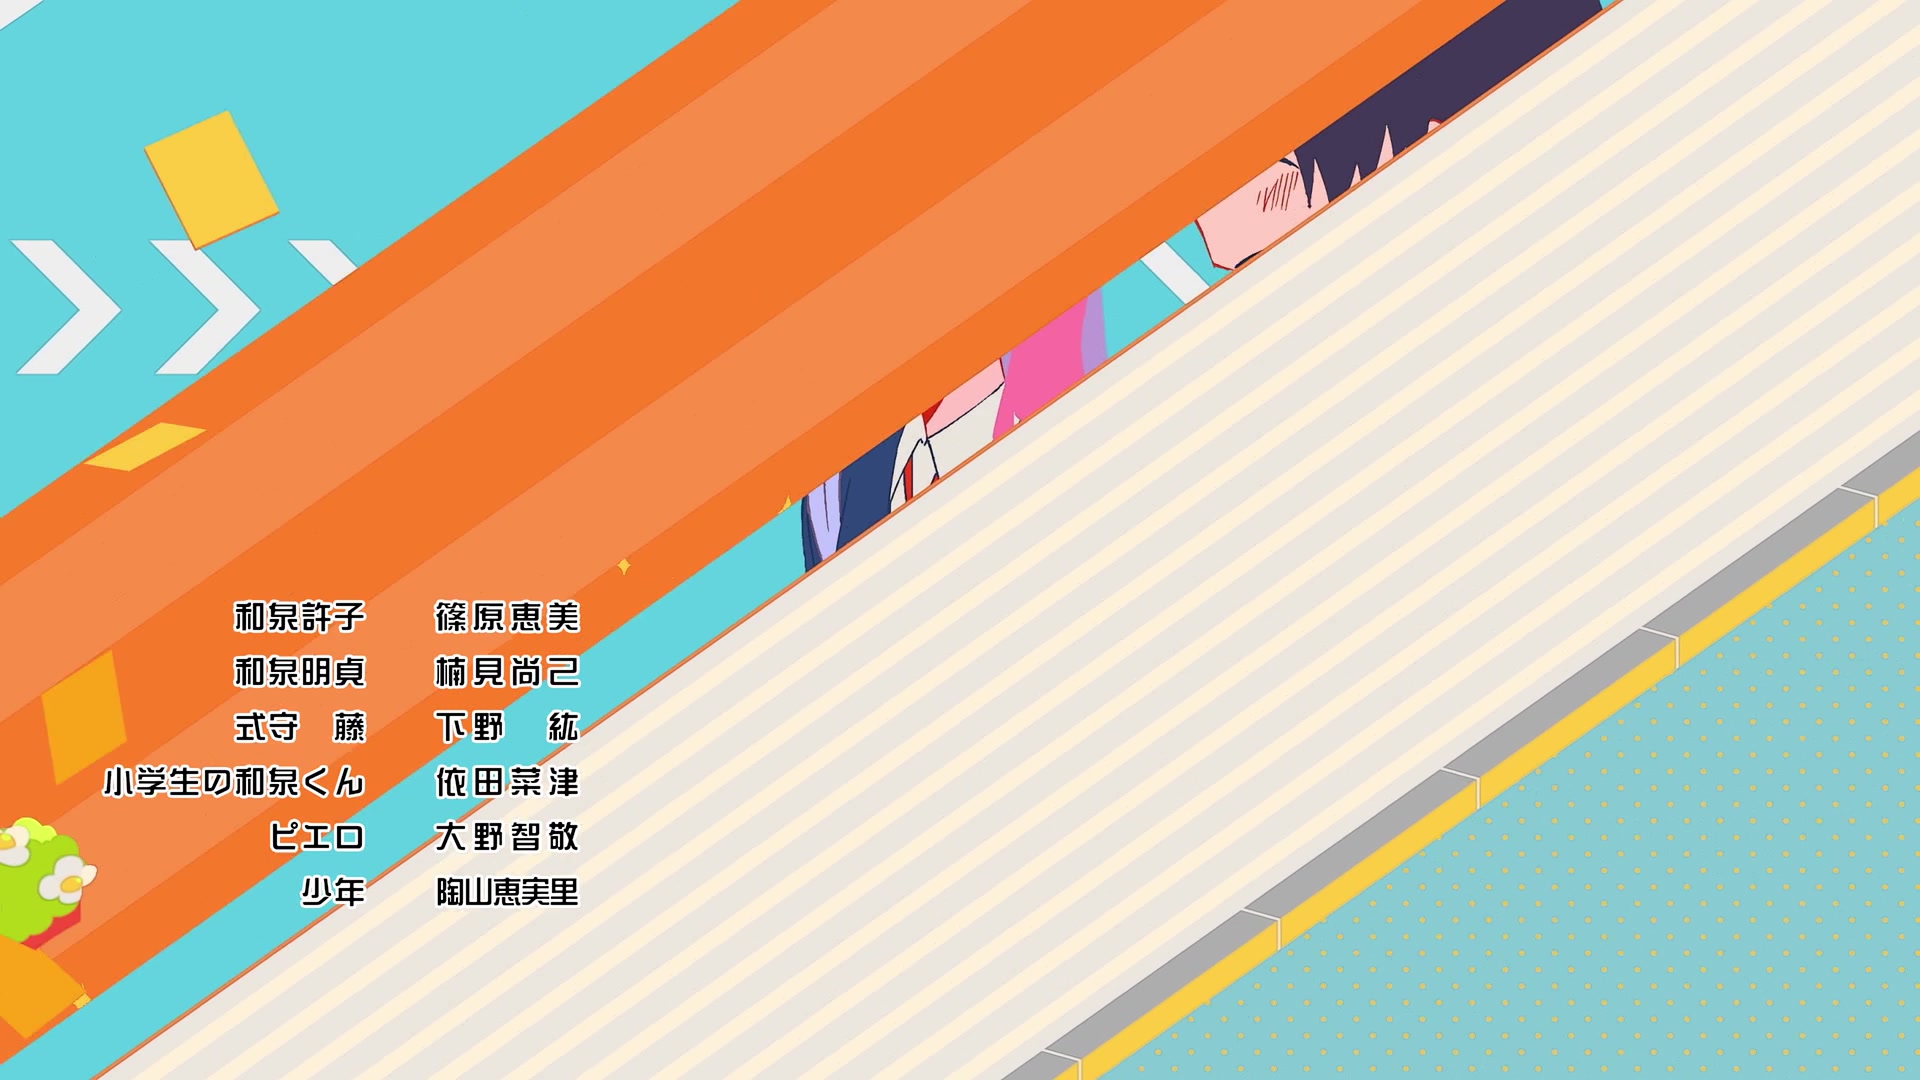 和泉許子　篠原恵美
和泉明貞　楠見尚己
式守　藤　下野　紘
小学生の和泉くん　依田菜津
ピエロ　大野智敬
少年　陶山恵実里